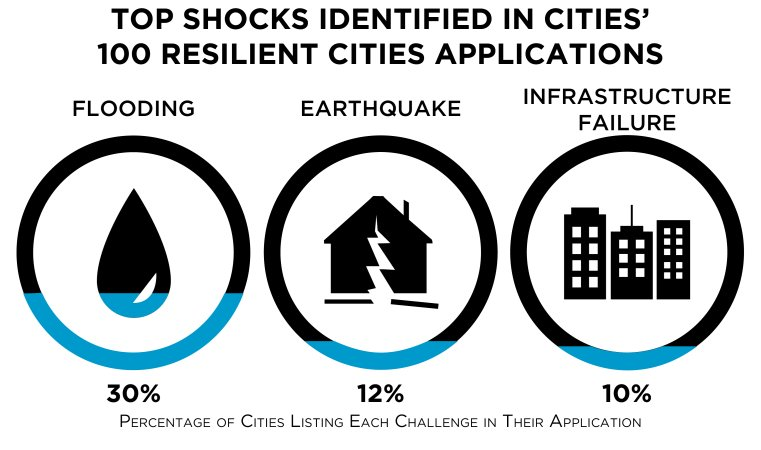 TOP SHOCKS IDENTIFIED IN CITIES’
100 RESILIENT CITIES APPLICATIONS
FLOODING
EARTHQUAKE
INFRASTRUCTURE
FAILURE
30%
12%
10%
Percentage of Cities Listing Each Challenge in Their Application